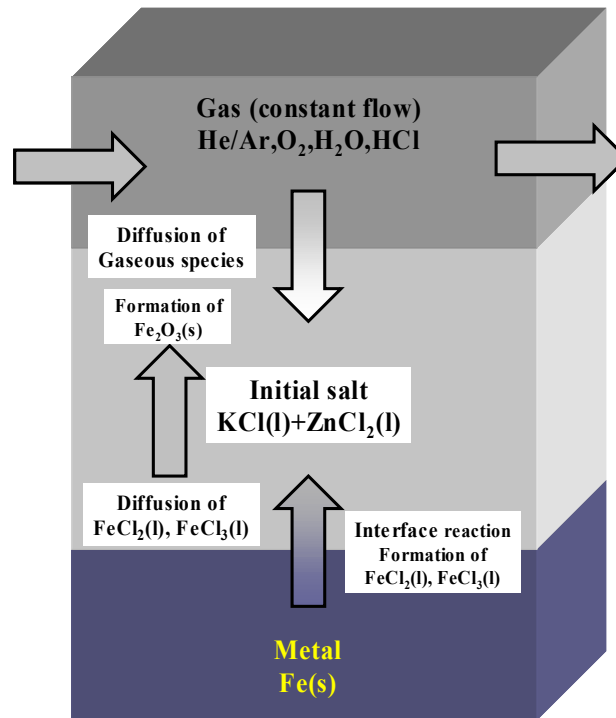 Gas (constant flow)
He/Ar,O₂,H₂O,HCl
Diffusion of
Gaseous species
Formation of
Fe₂O₃(s)
Initial salt
KCl(l)+ZnCl₂(l)
Diffusion of
FeCl₂(l), FeCl₃(l)
Interface reaction
Formation of
FeCl₂(l), FeCl₃(l)
Metal
Fe(s)